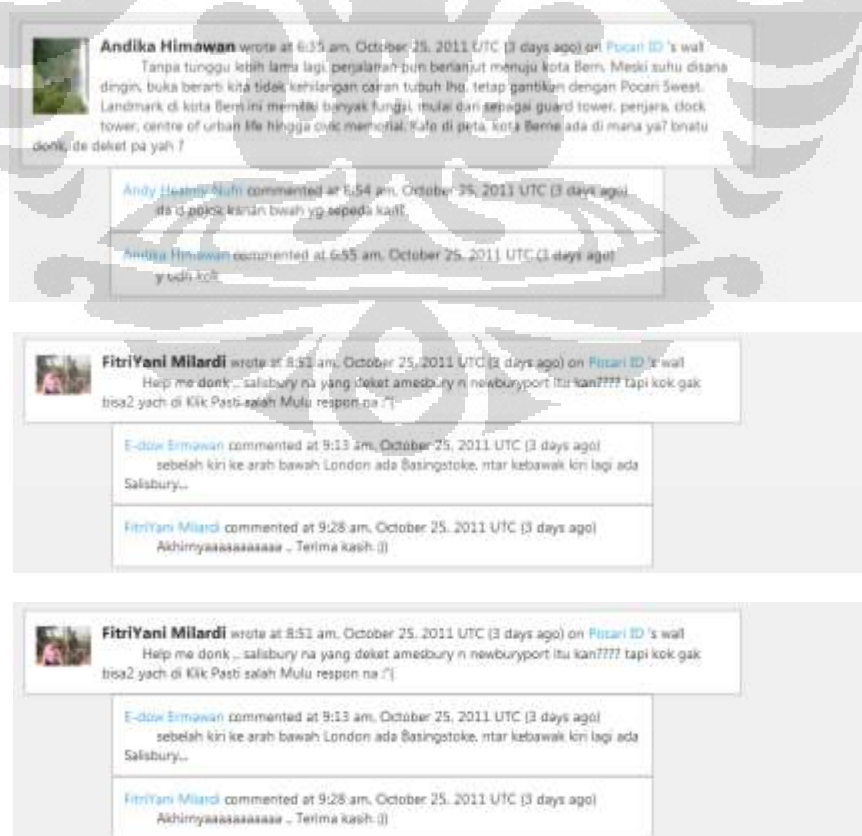 Andika Himawan wrote at 6:35 am, October 25, 2011 UTC (3 days ago) on Pocari ID 's wall
Tanpa tunggu lebih lama lagi, perjalanan pun berlanjut menuju kota Bern. Meski suhu disana
dingin, buka berarti kita tidak kehilangan cairan tubuh lho, tetap gantikan dengan Pocari Sweat.
Landmark di kota Bern ini memiliki banyak fungsi, mulai dari sebagai guard tower, penjara, clock
tower, centre of urban life hingga civic memorial. Kalo di peta, kota Berne ada di mana ya? bnatu
donk, de deket pa yah ?
Andy Nufri commented at 6:54 am, October 25, 2011 UTC (3 days ago)
da d pojok kanan bwah yg sepeda kan?
Andika Himawan commented at 6:55 am, October 25, 2011 UTC (3 days ago)
y udh kok
FitriYani Milardi wrote at 8:51 am, October 25, 2011 UTC (3 days ago) on Pocari ID 's wall
Help me donk .. salisbury na yang deket amesbury n newburyport itu kan???? tapi kok gak
bisa2 yach di Klik Pasti salah Mulu respon na :"(
E-dow Ermawan commented at 9:13 am, October 25, 2011 UTC (3 days ago)
sebelah kiri ke arah bawah London ada Basingstoke, ntar kebawak kiri lagi ada
Salisbury...
FitriYani Milardi commented at 9:28 am, October 25, 2011 UTC (3 days ago)
Akhirnyaaaaaaaaaaa .. Terima kasih :))
FitriYani Milardi wrote at 8:51 am, October 25, 2011 UTC (3 days ago) on Pocari ID 's wall
Help me donk .. salisbury na yang deket amesbury n newburyport itu kan???? tapi kok gak
bisa2 yach di Klik Pasti salah Mulu respon na :"(
E-dow Ermawan commented at 9:13 am, October 25, 2011 UTC (3 days ago)
sebelah kiri ke arah bawah London ada Basingstoke, ntar kebawak kiri lagi ada
Salisbury...
FitriYani Milardi commented at 9:28 am, October 25, 2011 UTC (3 days ago)
Akhirnyaaaaaaaaaaa .. Terima kasih :))